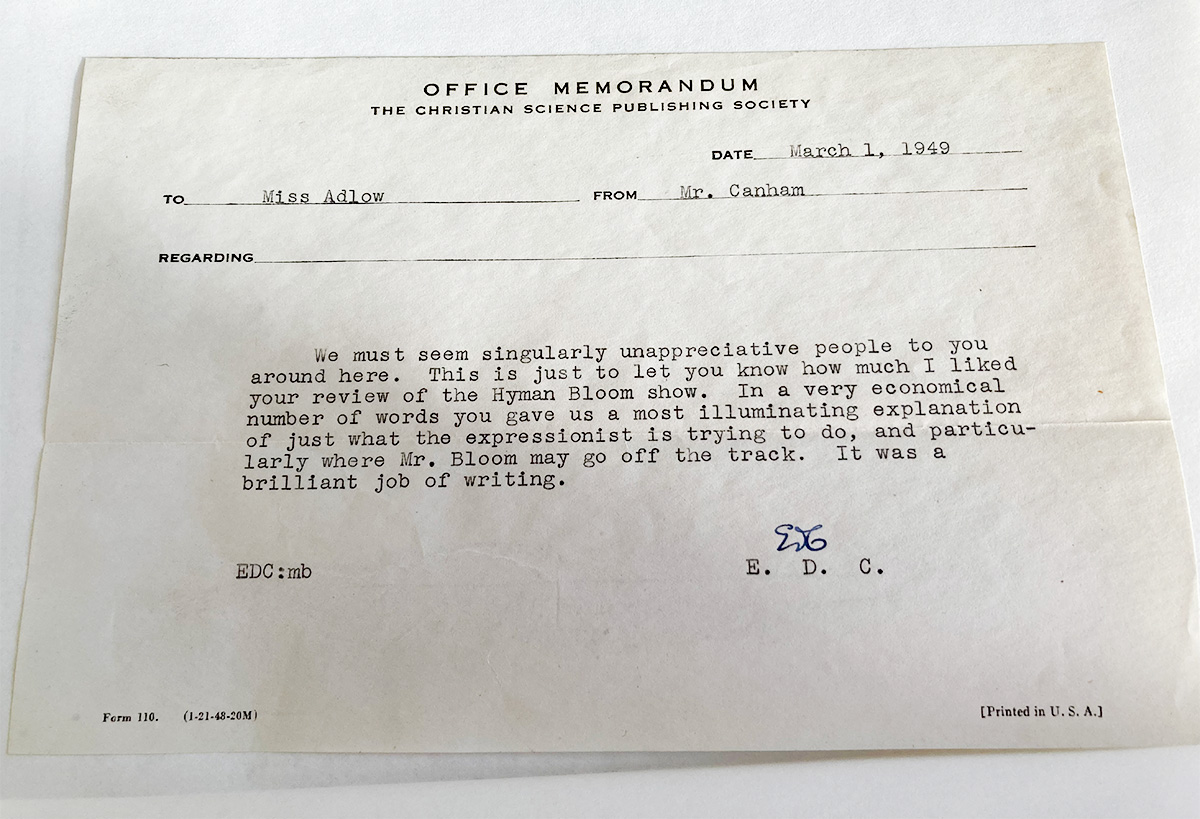 OFFICE MEMORANDUM
THE CHRISTIAN SCIENCE PUBLISHING SOCIETY
DATE March 1, 1949
TO Miss Adlow FROM Mr. Canham
REGARDING
We must seem singularly unappreciative people to you
around here. This is just to let you know how much I liked
your review of the Hyman Bloom show. In a very economical
number of words you gave us a most illuminating explanation
of just what the expressionist is trying to do, and particu-
larly where Mr. Bloom may go off the track. It was a
brilliant job of writing.
EDC
EDC:mb E. D. C.
Form 110. (1-21-48-20M) [Printed in U. S. A.]